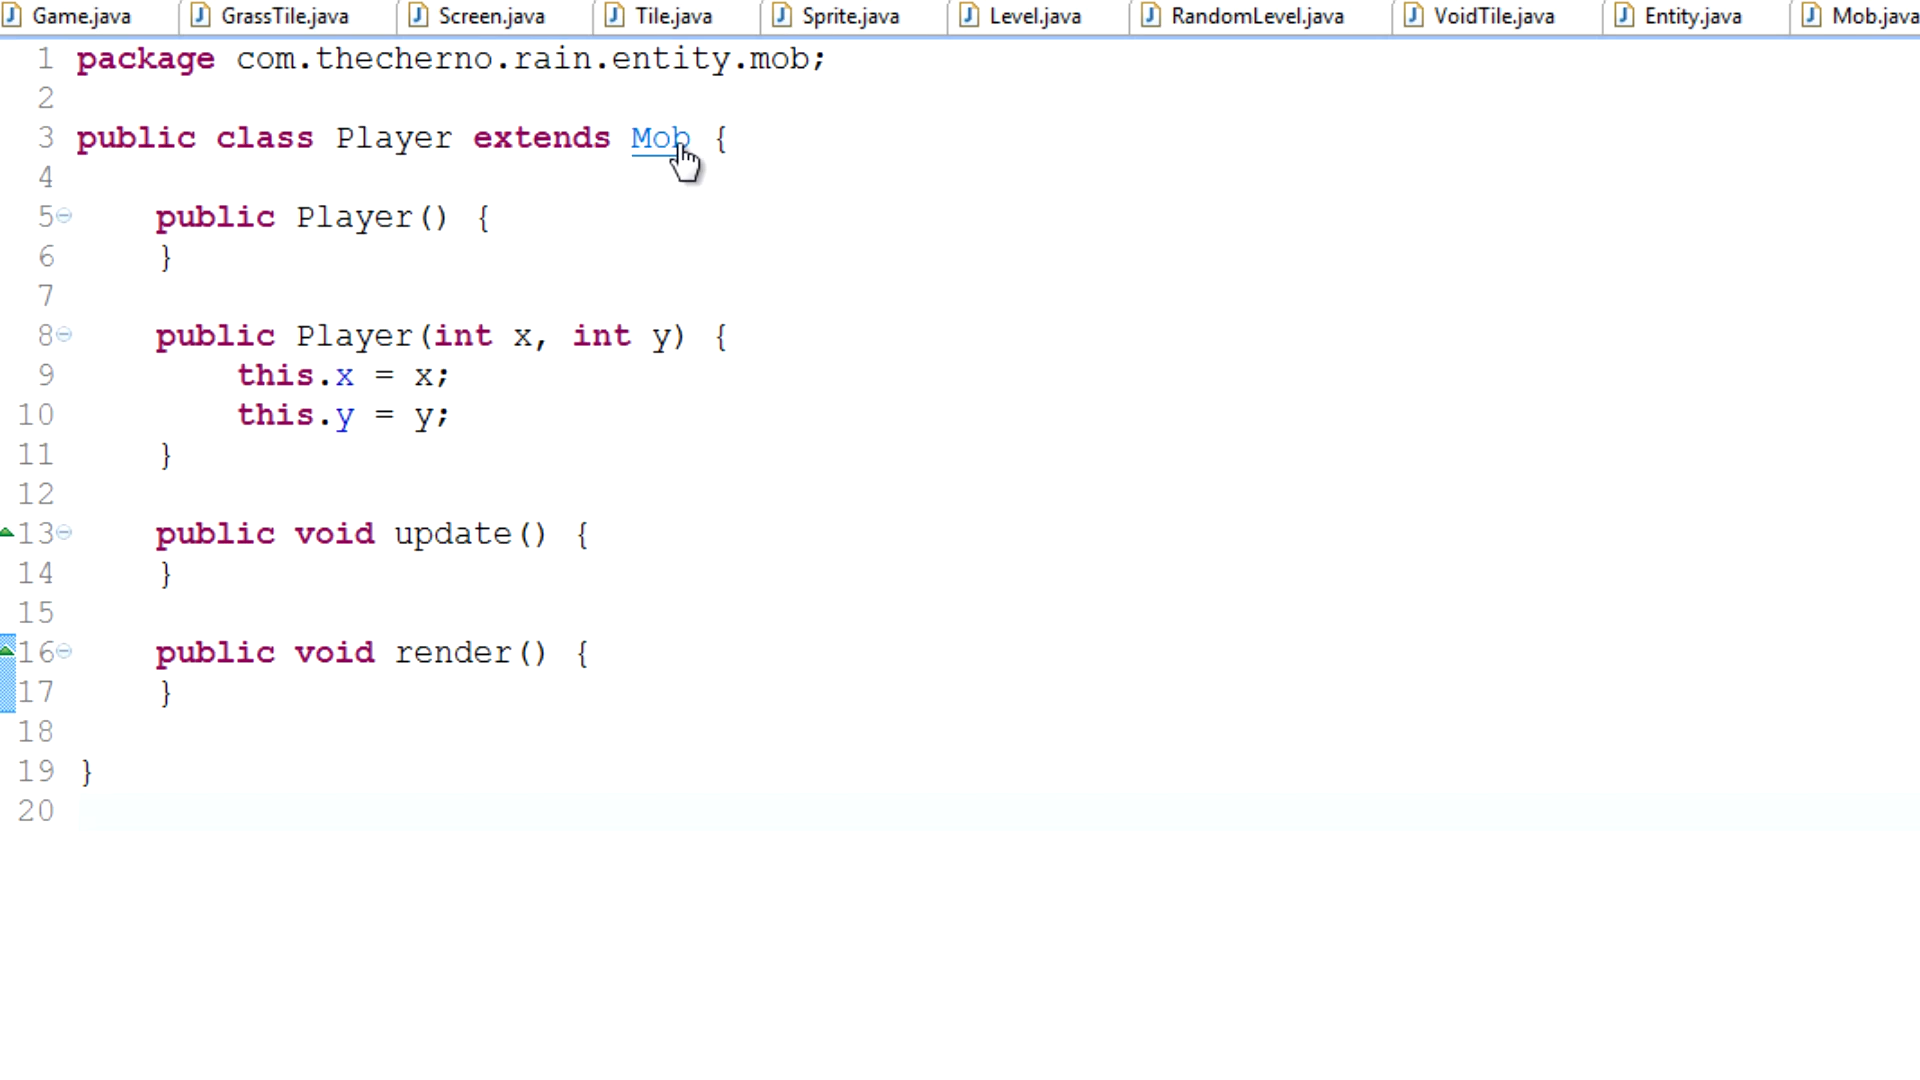 Game.java GrassTile.java Screen.java Tile.java Sprite.java Level.java RandomLevel.java VoidTile.java Entity.java Mob.java
1 package com.thecherno.rain.entity.mob;
2
3 public class Player extends Mob {
4
5 public Player() {
6 }
7
8 public Player(int x, int y) {
9 this.x = x;
10 this.y = y;
11 }
12
13 public void update() {
14 }
15
16 public void render() {
17 }
18
19 }
20